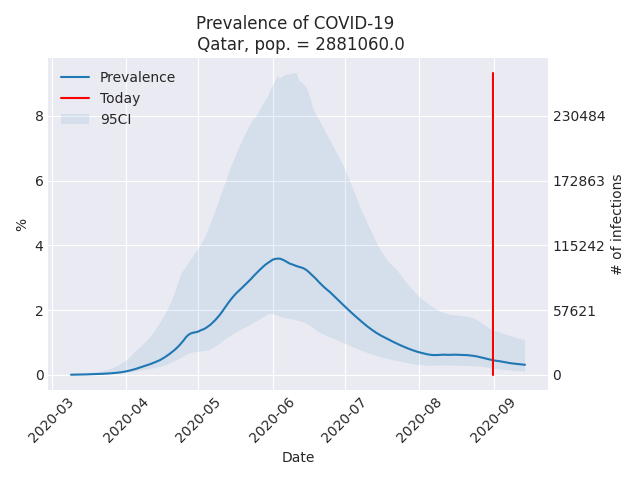 Prevalence of COVID-19
Qatar, pop. = 2881060.0
Prevalence
Today
95CI
8
6
4
2
0
%
230484
172863
115242
57621
0
# of infections
2020-03
2020-04
2020-05
2020-06
2020-07
2020-08
2020-09
Date